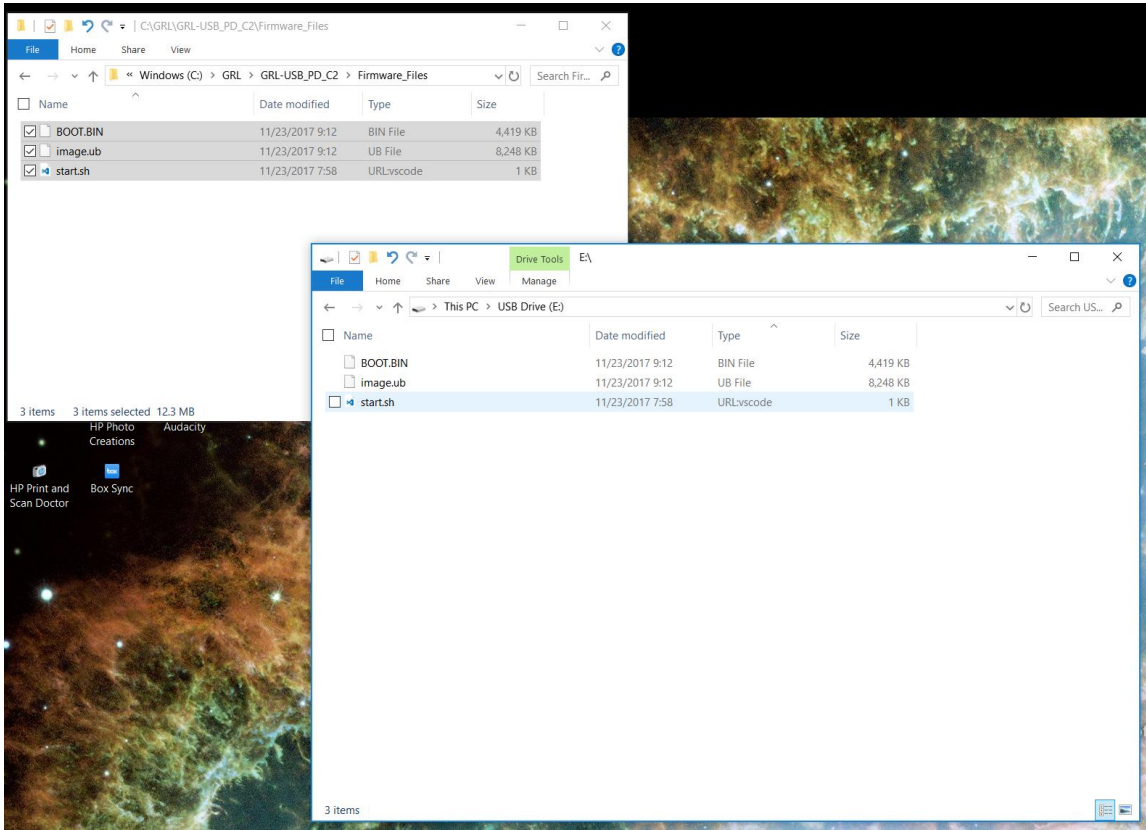 C:\GRL\GRL-USB_PD_C2\Firmware_Files
File Home Share View
« Windows (C:) > GRL > GRL-USB_PD_C2 > Firmware_Files Search Fir...
Name Date modified Type Size
BOOT.BIN 11/23/2017 9:12 BIN File 4,419 KB
image.ub 11/23/2017 9:12 UB File 8,248 KB
start.sh 11/23/2017 7:58 URL:vscode 1 KB
3 items 3 items selected 12.3 MB
HP Photo Creations
Audacity
HP Print and Scan Doctor
box
Box Sync
Drive Tools E:\
File Home Share View Manage
> This PC > USB Drive (E:) Search US...
Name Date modified Type Size
BOOT.BIN 11/23/2017 9:12 BIN File 4,419 KB
image.ub 11/23/2017 9:12 UB File 8,248 KB
start.sh 11/23/2017 7:58 URL:vscode 1 KB
3 items